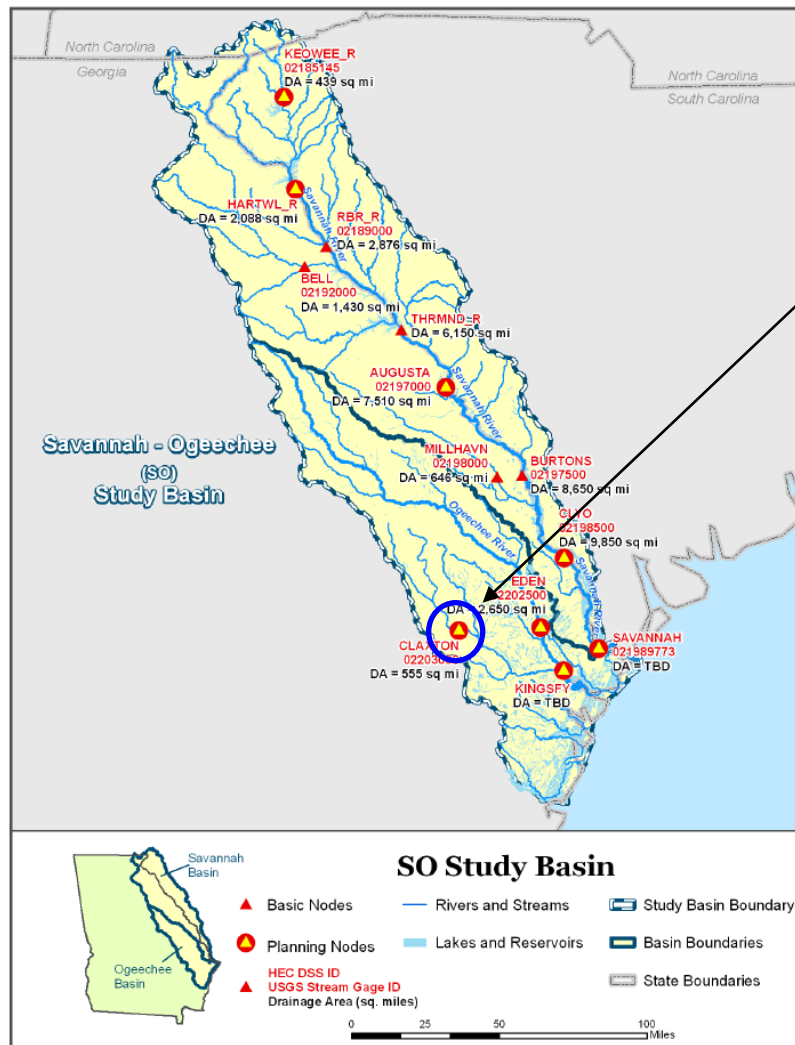 North Carolina
Georgia
KEOWEE_R
02185145
DA = 439 sq mi
North Carolina
South Carolina
HARTWL_R
DA = 2,088 sq mi
Savannah River
RBR_R
02189000
DA = 2,876 sq mi
BELL
02192000
DA = 1,430 sq mi
THRMND_R
DA = 6,150 sq mi
AUGUSTA
02197000
DA = 7,510 sq mi
Savannah River
Savannah - Ogeechee
(SO)
Study Basin
MILLHAVN
02198000
DA = 646 sq mi
BURTONS
02197500
DA = 8,650 sq mi
Ogeechee River
CLYO
02198500
DA = 9,850 sq mi
Savannah River
EDEN
2202500
DA = 2,650 sq mi
CLAXTON
DA = 555 sq mi
SAVANNAH
021989773
DA = TBD
KINGSFY
DA = TBD
SO Study Basin
Savannah
Basin
Ogeechee
Basin
Basic Nodes
Planning Nodes
HEC DSS ID
USGS Stream Gage ID
Drainage Area (sq. miles)
Rivers and Streams
Lakes and Reservoirs
Study Basin Boundary
Basin Boundaries
State Boundaries
0 25 50 100
Miles